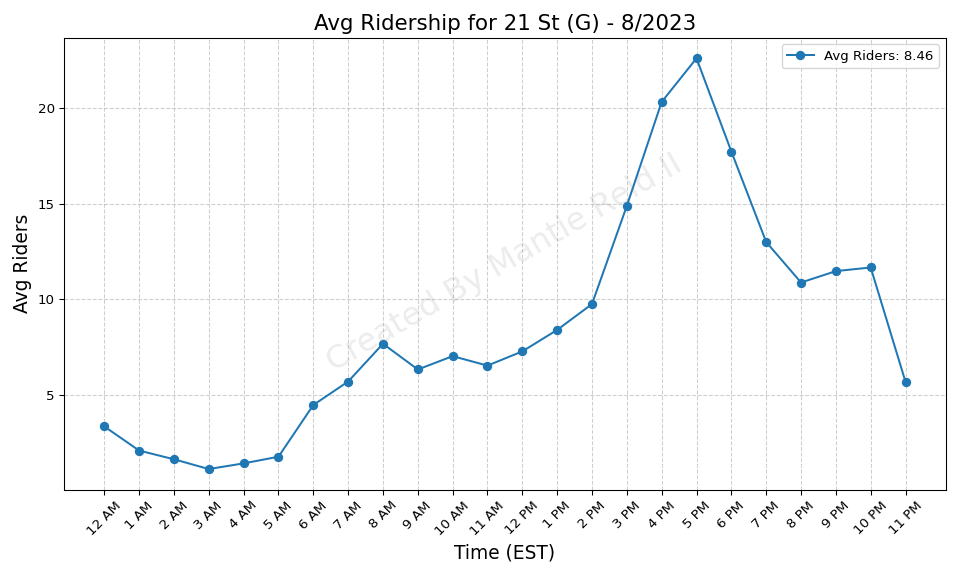 Avg Ridership for 21 St (G) - 8/2023
Avg Riders: 8.46
20
15
10
5
Avg Riders
Created By Mantie Reid II
12 AM
1 AM
2 AM
3 AM
4 AM
5 AM
6 AM
7 AM
8 AM
9 AM
10 AM
11 AM
12 PM
1 PM
2 PM
3 PM
4 PM
5 PM
6 PM
7 PM
8 PM
9 PM
10 PM
11 PM
Time (EST)